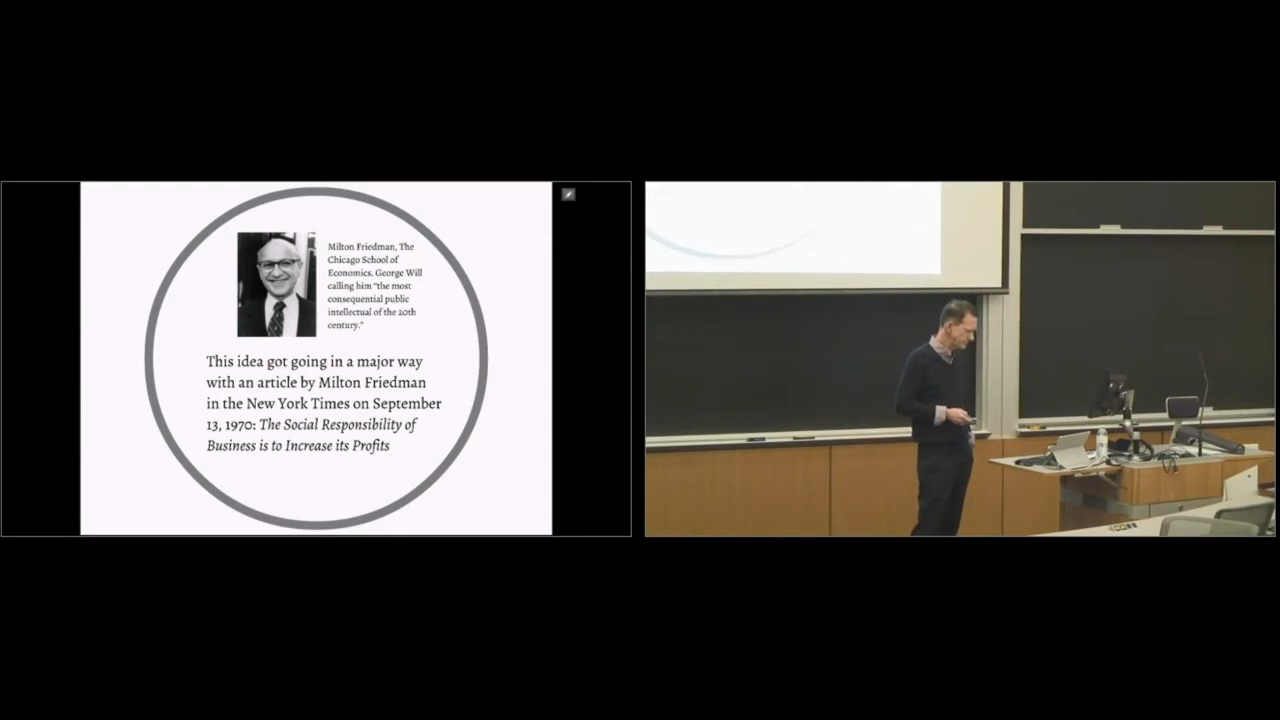 Milton Friedman, The
Chicago School of
Economics. George Will
calling him "the most
consequential public
intellectual of the 20th
century."
This idea got going in a major way
with an article by Milton Friedman
in the New York Times on September
13, 1970: The Social Responsibility of
Business is to Increase its Profits